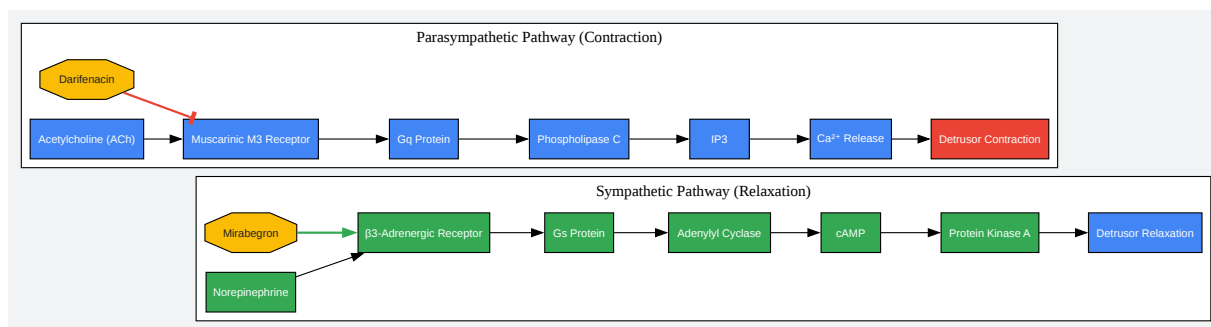 Parasympathetic Pathway (Contraction)
Darifenacin
Acetylcholine (ACh)
Muscarinic M3 Receptor
Gq Protein
Phospholipase C
IP3
Ca²⁺ Release
Detrusor Contraction
Sympathetic Pathway (Relaxation)
Mirabegron
β3-Adrenergic Receptor
Gs Protein
Adenylyl Cyclase
cAMP
Protein Kinase A
Detrusor Relaxation
Norepinephrine